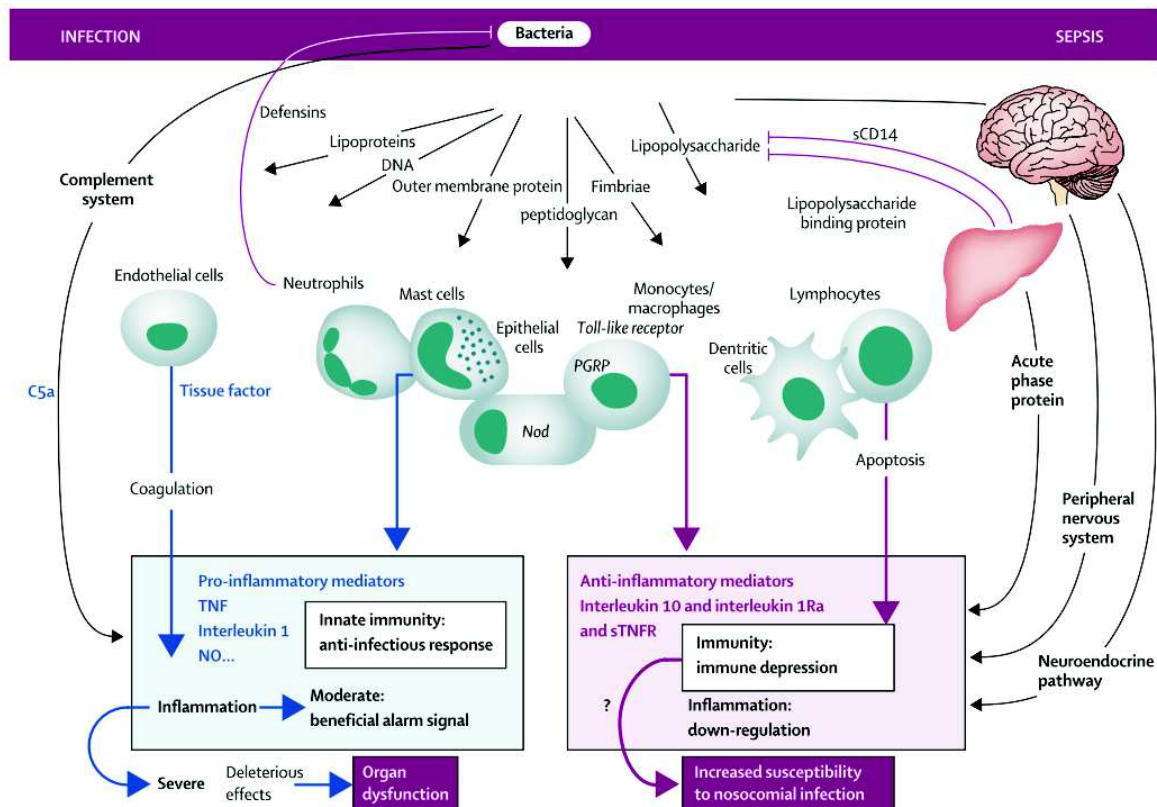 INFECTION
Bacteria
SEPSIS
Defensins
Lipoproteins
DNA
Outer membrane protein
peptidoglycan
Fimbriae
Lipopolysaccharide
sCD14
Complement
system
Lipopolysaccharide
binding protein
Endothelial cells
Neutrophils
Mast cells
Epithelial
cells
Monocytes/
macrophages
Toll-like receptor
PGRP
Nod
Lymphocytes
Dentritic
cells
C5a
Tissue factor
Acute
phase
protein
Coagulation
Apoptosis
Peripheral
nervous
system
Neuroendocrine
pathway
Pro-inflammatory mediators
TNF
Interleukin 1
NO...
Innate immunity:
anti-infectious response
Inflammation
Moderate:
beneficial alarm signal
Severe
Deleterious
effects
Organ
dysfunction
Anti-inflammatory mediators
Interleukin 10 and interleukin 1Ra
and sTNFR
Immunity:
immune depression
?
Inflammation:
down-regulation
Increased susceptibility
to nosocomial infection